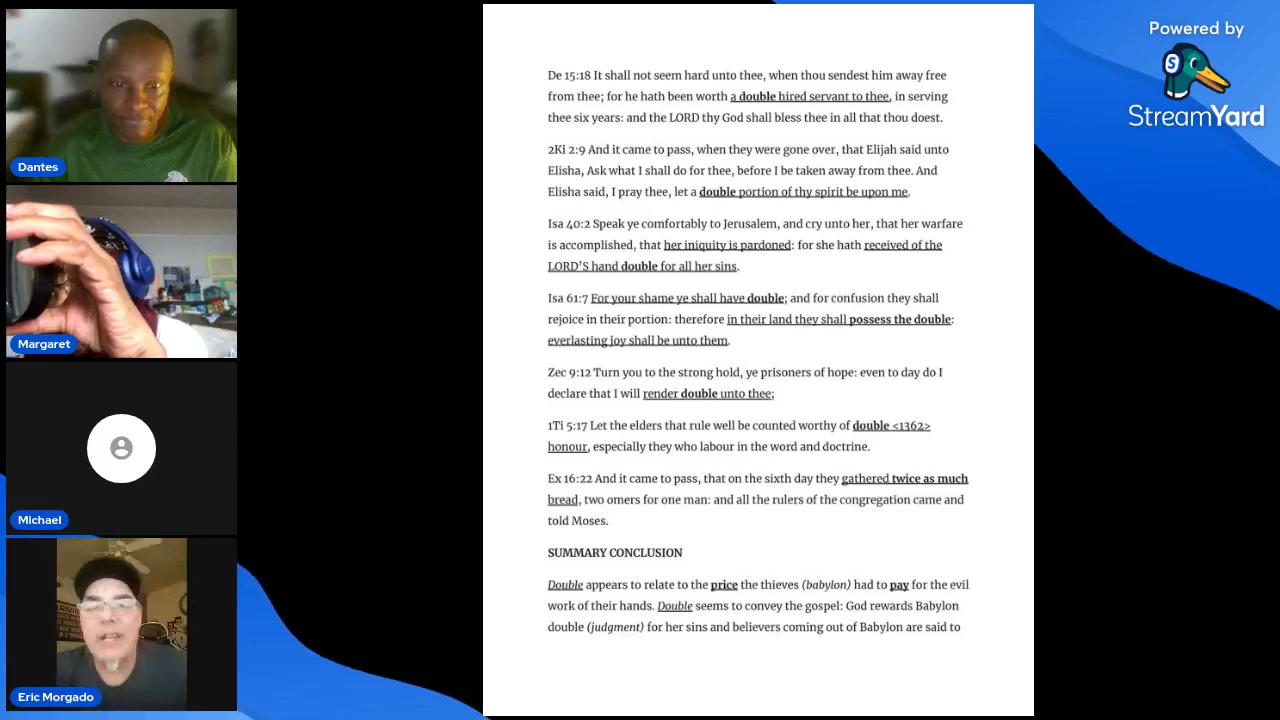 Dantes
Margaret
Michael
Eric Morgado
De 15:18 It shall not seem hard unto thee, when thou sendest him away free
from thee; for he hath been worth a double hired servant to thee, in serving
thee six years: and the LORD thy God shall bless thee in all that thou doest.
2Ki 2:9 And it came to pass, when they were gone over, that Elijah said unto
Elisha, Ask what I shall do for thee, before I be taken away from thee. And
Elisha said, I pray thee, let a double portion of thy spirit be upon me.
Isa 40:2 Speak ye comfortably to Jerusalem, and cry unto her, that her warfare
is accomplished, that her iniquity is pardoned: for she hath received of the
LORD'S hand double for all her sins.
Isa 61:7 For your shame ye shall have double; and for confusion they shall
rejoice in their portion: therefore in their land they shall possess the double:
everlasting joy shall be unto them.
Zec 9:12 Turn you to the strong hold, ye prisoners of hope: even to day do I
declare that I will render double unto thee;
1Ti 5:17 Let the elders that rule well be counted worthy of double <1362>
honour, especially they who labour in the word and doctrine.
Ex 16:22 And it came to pass, that on the sixth day they gathered twice as much
bread, two omers for one man: and all the rulers of the congregation came and
told Moses.
SUMMARY CONCLUSION
Double appears to relate to the price the thieves (babylon) had to pay for the evil
work of their hands. Double seems to convey the gospel: God rewards Babylon
double (judgment) for her sins and believers coming out of Babylon are said to
Powered by
S
StreamYard